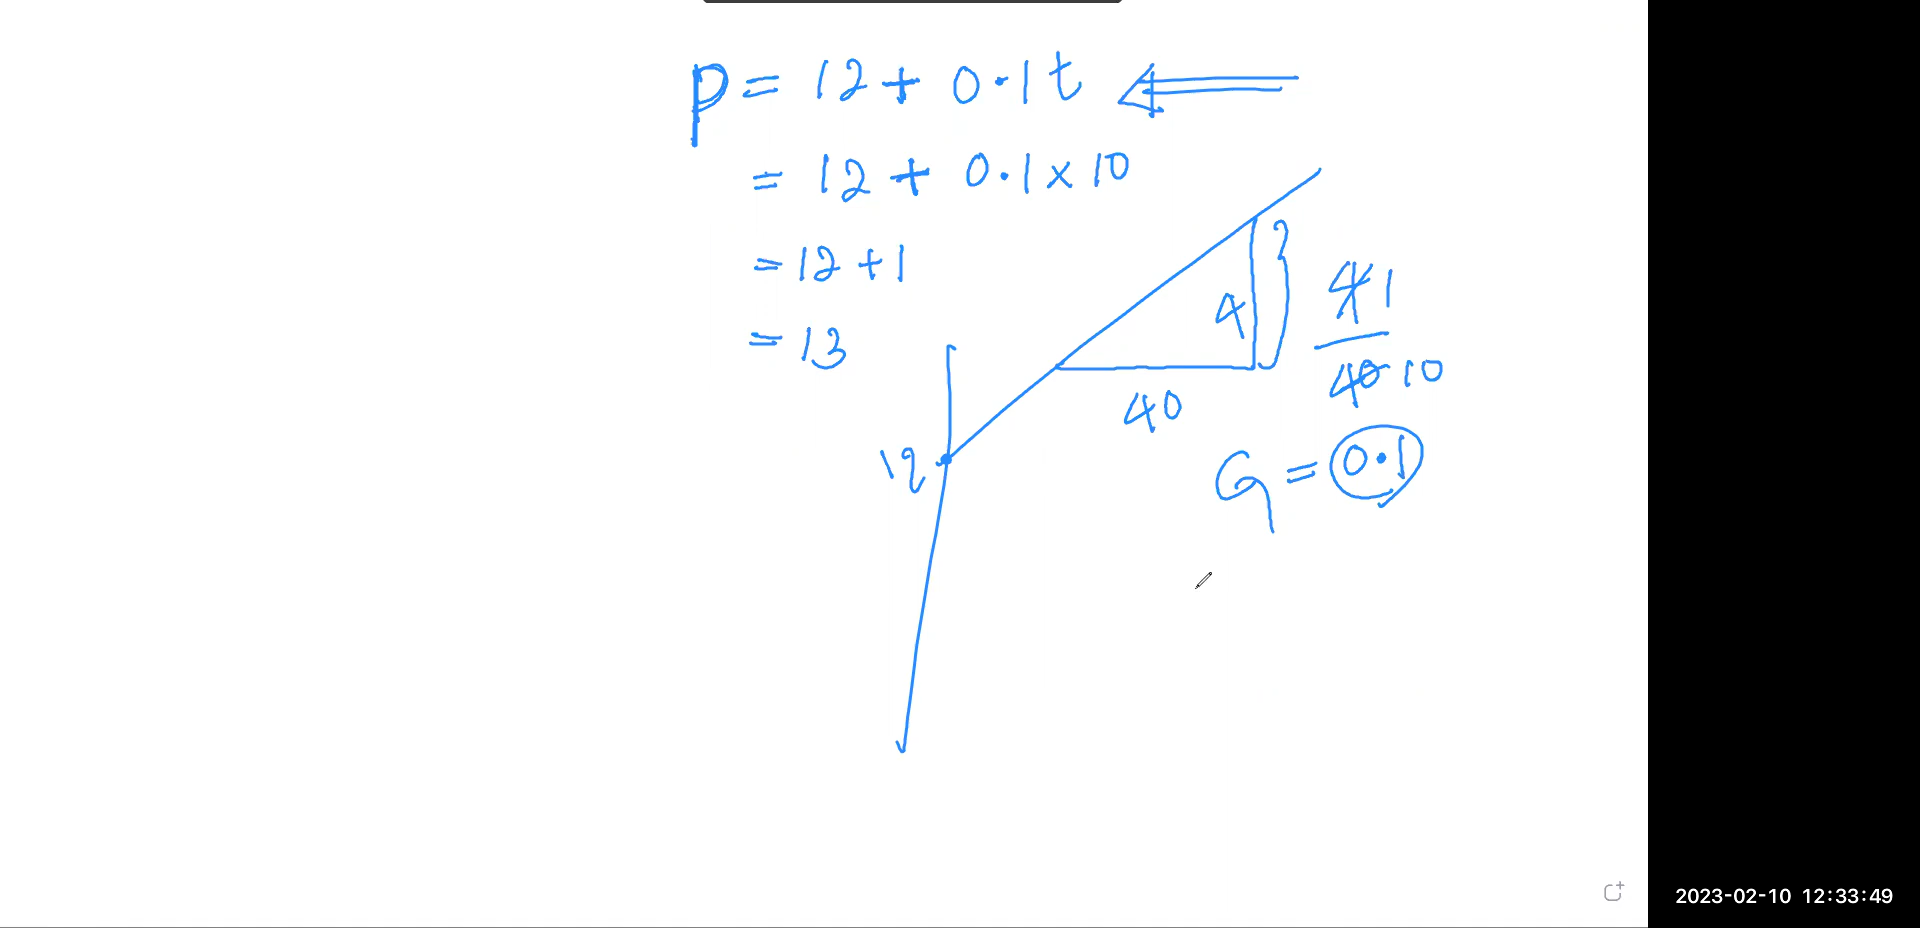 P = 12 + 0.1 t
= 12 + 0.1 x 10
= 12 + 1
= 13
4
4 1
40 10
40
12
G = 0.1
2023-02-10 12:33:49